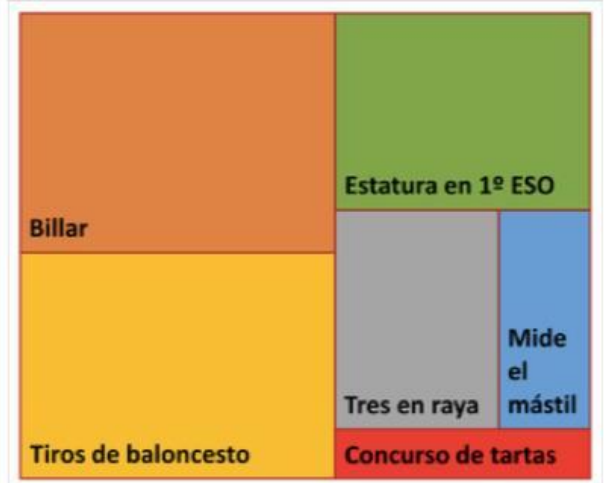 Billar
Estatura en 1º ESO
Tiros de baloncesto
Tres en raya
Mide
el
mástil
Concurso de tartas